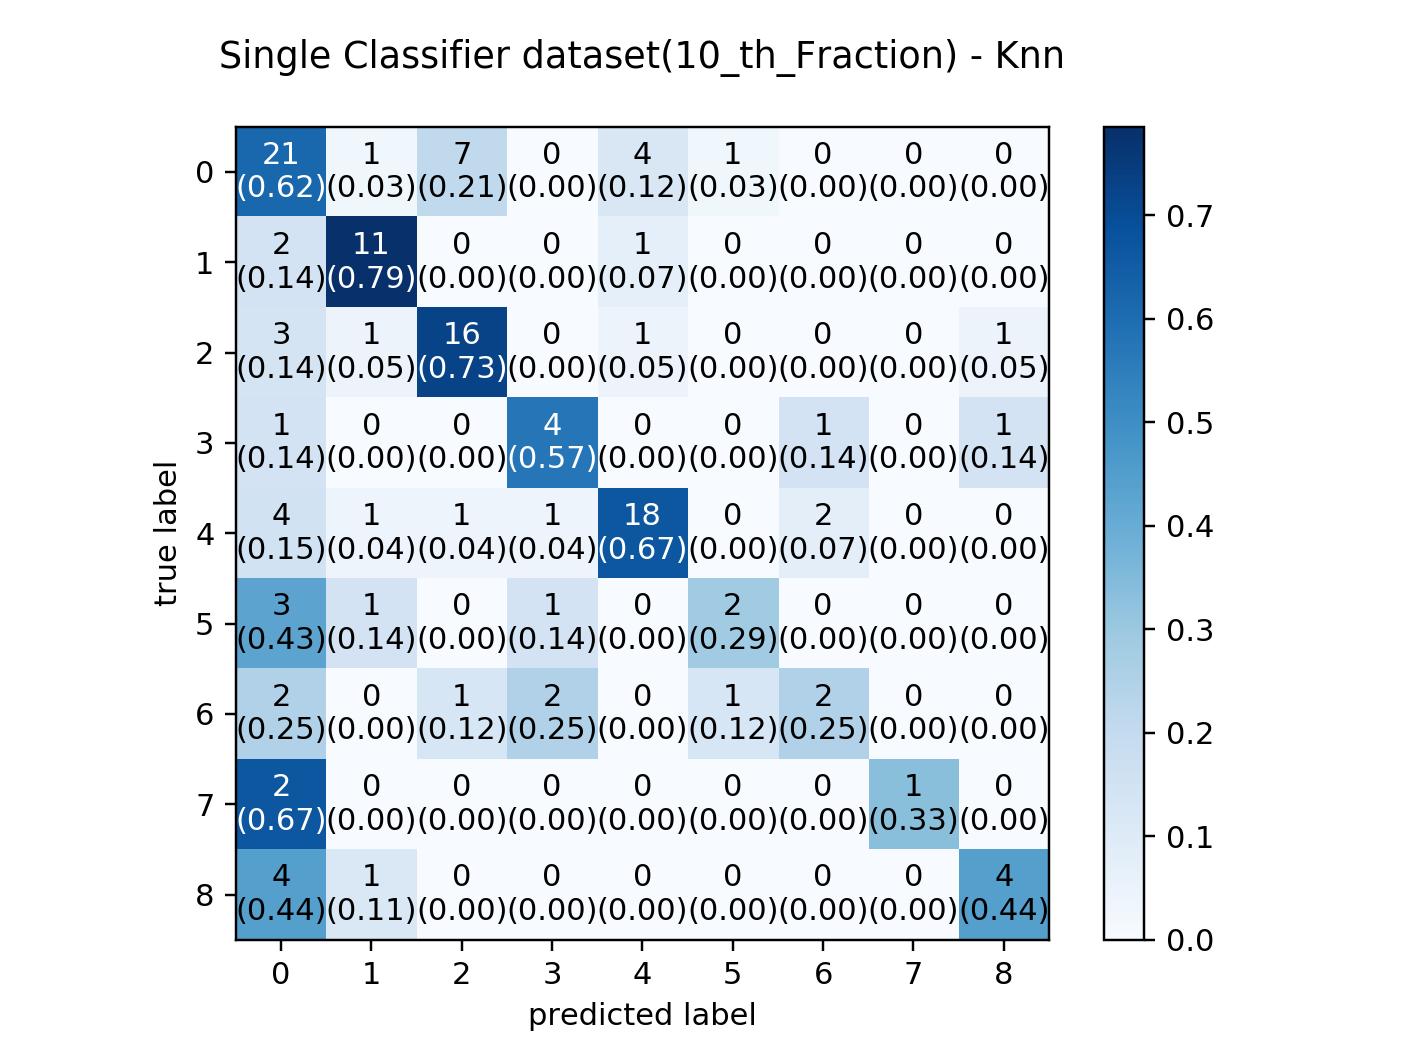 Single Classifier dataset(10_th_Fraction) - Knn
21 1 7 0 4 1 0 0 0
0 (0.62) (0.03) (0.21) (0.00) (0.12) (0.03) (0.00) (0.00) (0.00)
2 11 0 0 1 0 0 0 0
1 (0.14) (0.79) (0.00) (0.00) (0.07) (0.00) (0.00) (0.00) (0.00)
3 1 16 0 1 0 0 0 1
2 (0.14) (0.05) (0.73) (0.00) (0.05) (0.00) (0.00) (0.00) (0.05)
1 0 0 4 0 0 1 0 1
3 (0.14) (0.00) (0.00) (0.57) (0.00) (0.00) (0.14) (0.00) (0.14)
4 1 1 1 18 0 2 0 0
4 (0.15) (0.04) (0.04) (0.04) (0.67) (0.00) (0.07) (0.00) (0.00)
3 1 0 1 0 2 0 0 0
5 (0.43) (0.14) (0.00) (0.14) (0.00) (0.29) (0.00) (0.00) (0.00)
2 0 1 2 0 1 2 0 0
6 (0.25) (0.00) (0.12) (0.25) (0.00) (0.12) (0.25) (0.00) (0.00)
2 0 0 0 0 0 0 1 0
7 (0.67) (0.00) (0.00) (0.00) (0.00) (0.00) (0.00) (0.33) (0.00)
4 1 0 0 0 0 0 0 4
8 (0.44) (0.11) (0.00) (0.00) (0.00) (0.00) (0.00) (0.00) (0.44)
0 1 2 3 4 5 6 7 8
predicted label
true label
0.7
0.6
0.5
0.4
0.3
0.2
0.1
0.0